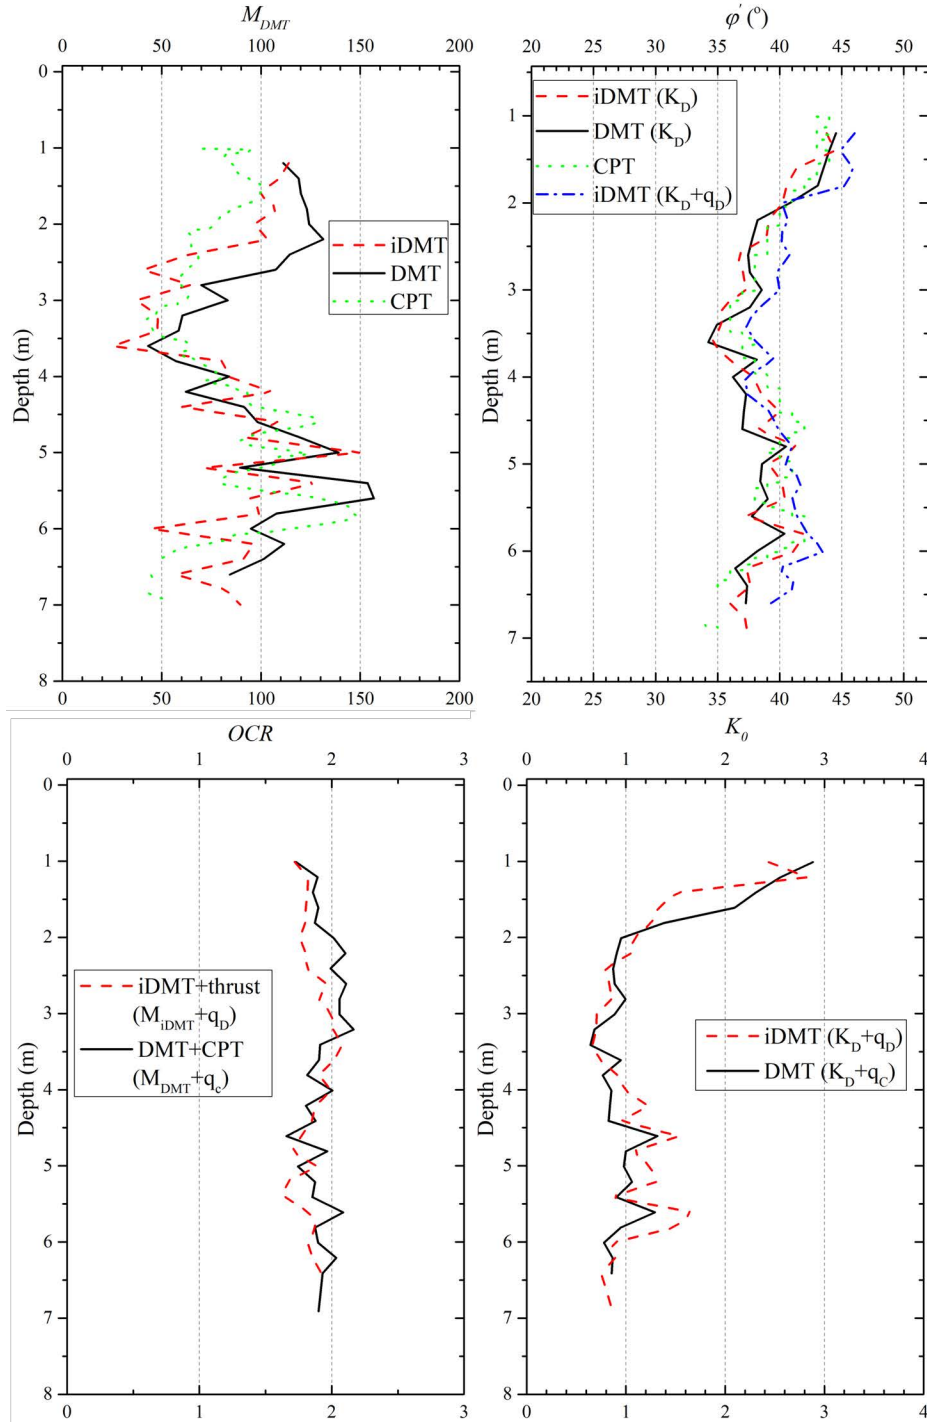 M_DMT
0 50 100 150 200
0
1
2
3
4
5
6
7
8
Depth (m)
iDMT
DMT
CPT
0 50 100 150 200
φ' (o)
20 25 30 35 40 45 50
1
2
3
4
5
6
7
Depth (m)
iDMT (K_D)
DMT (K_D)
CPT
iDMT (K_D+q_D)
20 25 30 35 40 45 50
OCR
0 1 2 3
0
1
2
3
4
5
6
7
8
Depth (m)
iDMT+thrust
(M_iDMT+q_D)
DMT+CPT
(M_DMT+q_c)
0 1 2 3
K_0
0 1 2 3 4
0
1
2
3
4
5
6
7
8
Depth (m)
iDMT (K_D+q_D)
DMT (K_D+q_C)
0 1 2 3 4